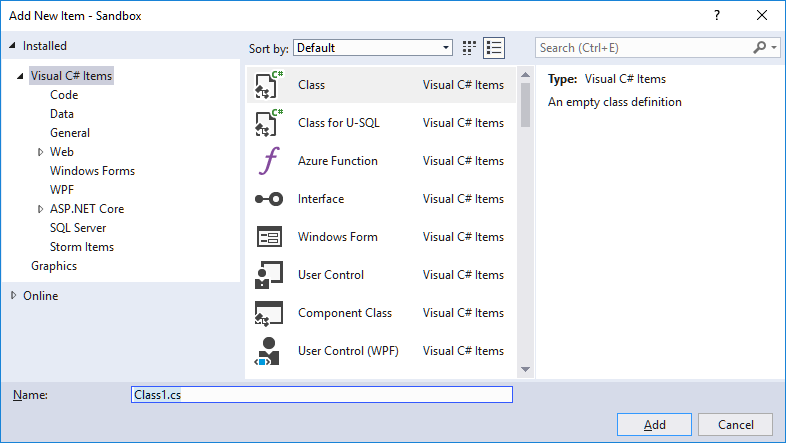 Add New Item - Sandbox ?
Installed
Sort by: Default
Search (Ctrl+E)
Visual C# Items
Code
Data
General
Web
Windows Forms
WPF
ASP.NET Core
SQL Server
Storm Items
Graphics
Online
C# Class Visual C# Items
C# Class for U-SQL Visual C# Items
Azure Function Visual C# Items
Interface Visual C# Items
Windows Form Visual C# Items
User Control Visual C# Items
Component Class Visual C# Items
User Control (WPF) Visual C# Items
Type: Visual C# Items
An empty class definition
Name: Class1.cs
Add Cancel